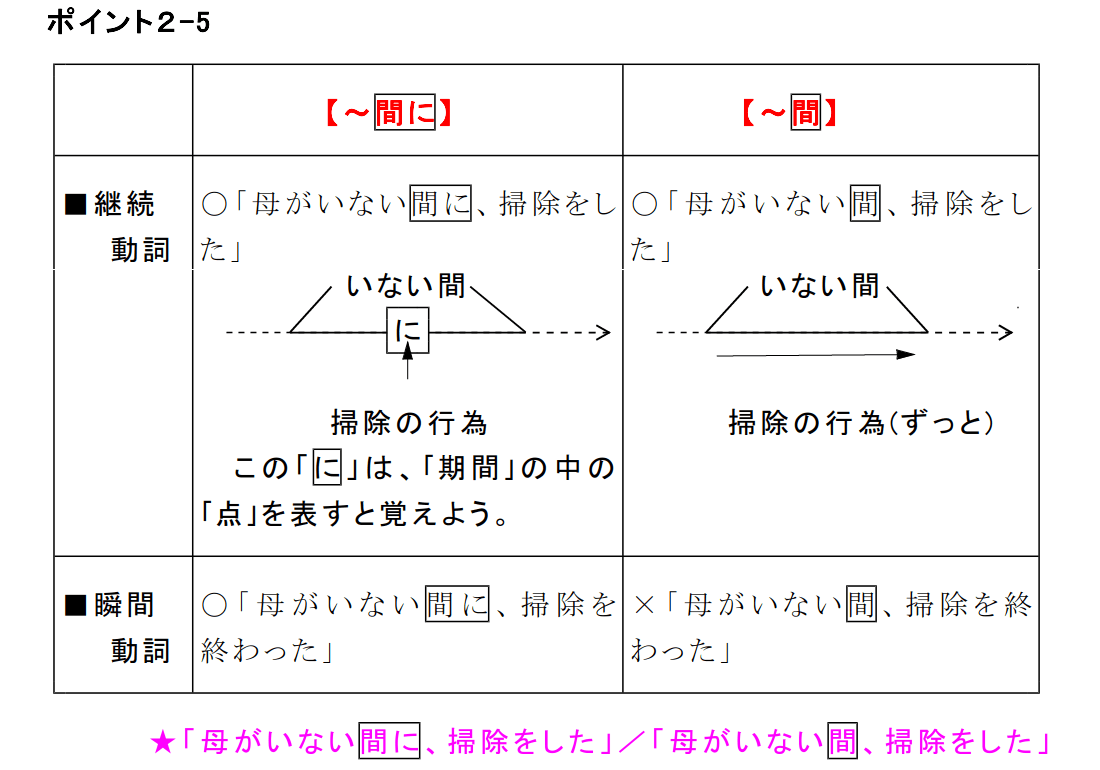 ポイント２-5
【～間に】
【～間】
■継続
動詞
○「母がいない間に、掃除をし
た」
いない間
に
掃除の行為
この「に」は、「期間」の中の
「点」を表すと覚えよう。
○「母がいない間、掃除をし
た」
いない間
掃除の行為(ずっと)
■瞬間
動詞
○「母がいない間に、掃除を
終わった」
×「母がいない間、掃除を終
わった」
★「母がいない間に、掃除をした」／「母がいない間、掃除をした」